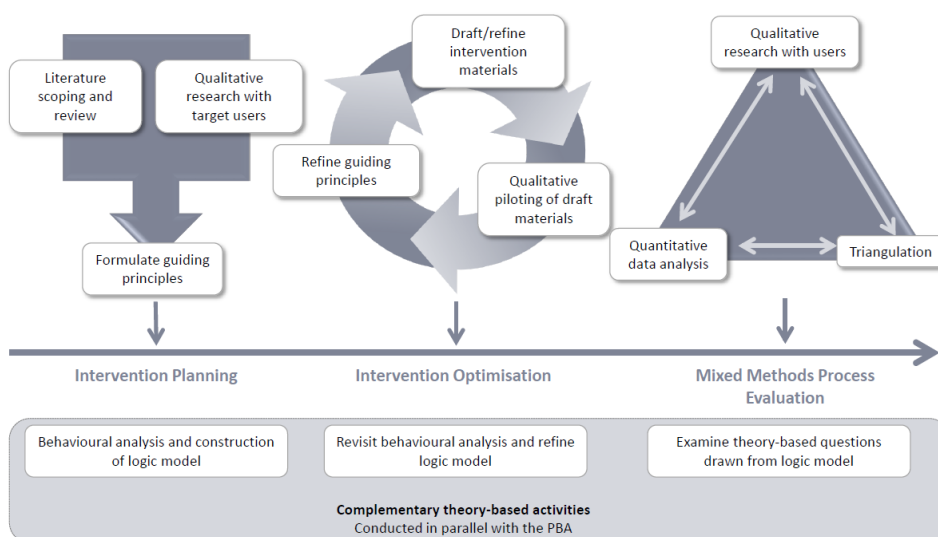 Literature
scoping and
review
Qualitative
research with
target users
Formulate guiding
principles
Draft/refine
intervention
materials
Refine guiding
principles
Qualitative
piloting of draft
materials
Qualitative
research with users
Quantitative
data analysis
Triangulation
Intervention Planning
Intervention Optimisation
Mixed Methods Process
Evaluation
Behavioural analysis and construction
of logic model
Revisit behavioural analysis and refine
logic model
Examine theory-based questions
drawn from logic model
Complementary theory-based activities
Conducted in parallel with the PBA